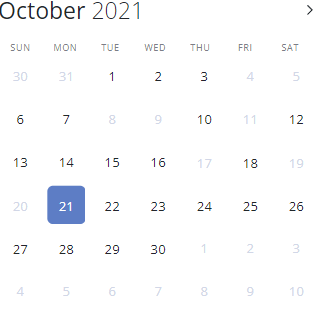 October 2021
SUN MON TUE WED THU FRI SAT
30 31 1 2 3 4 5
6 7 8 9 10 11 12
13 14 15 16 17 18 19
20 21 22 23 24 25 26
27 28 29 30 1 2 3
4 5 6 7 8 9 10